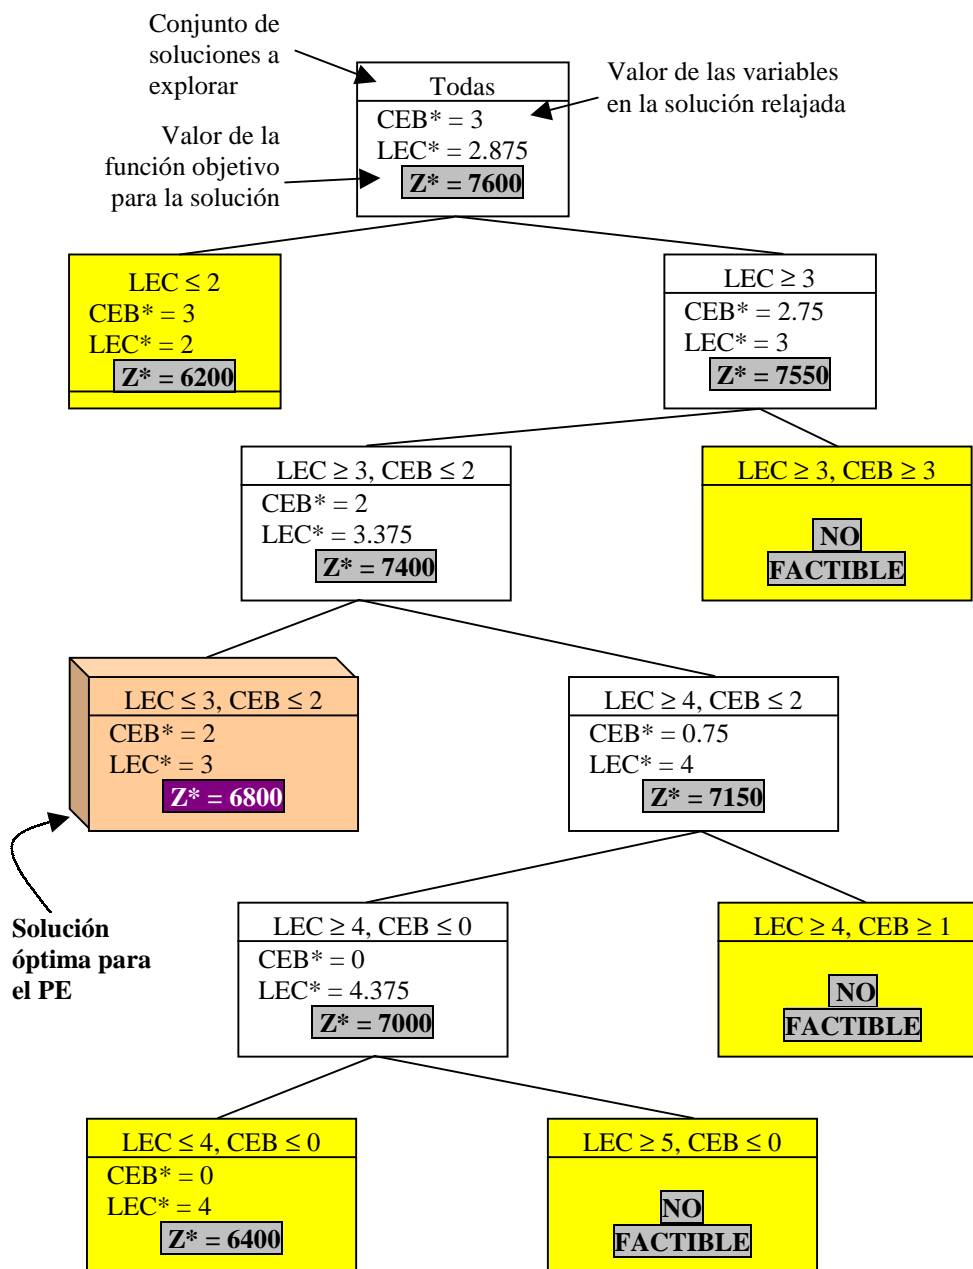 Conjunto de
soluciones a
explorar
Todas
CEB* = 3
LEC* = 2.875
Z* = 7600
Valor de las variables
en la solución relajada
Valor de la
función objetivo
para la solución
LEC ≤ 2
CEB* = 3
LEC* = 2
Z* = 6200
LEC ≥ 3
CEB* = 2.75
LEC* = 3
Z* = 7550
LEC ≥ 3, CEB ≤ 2
CEB* = 2
LEC* = 3.375
Z* = 7400
LEC ≥ 3, CEB ≥ 3
NO
FACTIBLE
LEC ≤ 3, CEB ≤ 2
CEB* = 2
LEC* = 3
Z* = 6800
LEC ≥ 4, CEB ≤ 2
CEB* = 0.75
LEC* = 4
Z* = 7150
Solución
óptima para
el PE
LEC ≥ 4, CEB ≤ 0
CEB* = 0
LEC* = 4.375
Z* = 7000
LEC ≥ 4, CEB ≥ 1
NO
FACTIBLE
LEC ≤ 4, CEB ≤ 0
CEB* = 0
LEC* = 4
Z* = 6400
LEC ≥ 5, CEB ≤ 0
NO
FACTIBLE